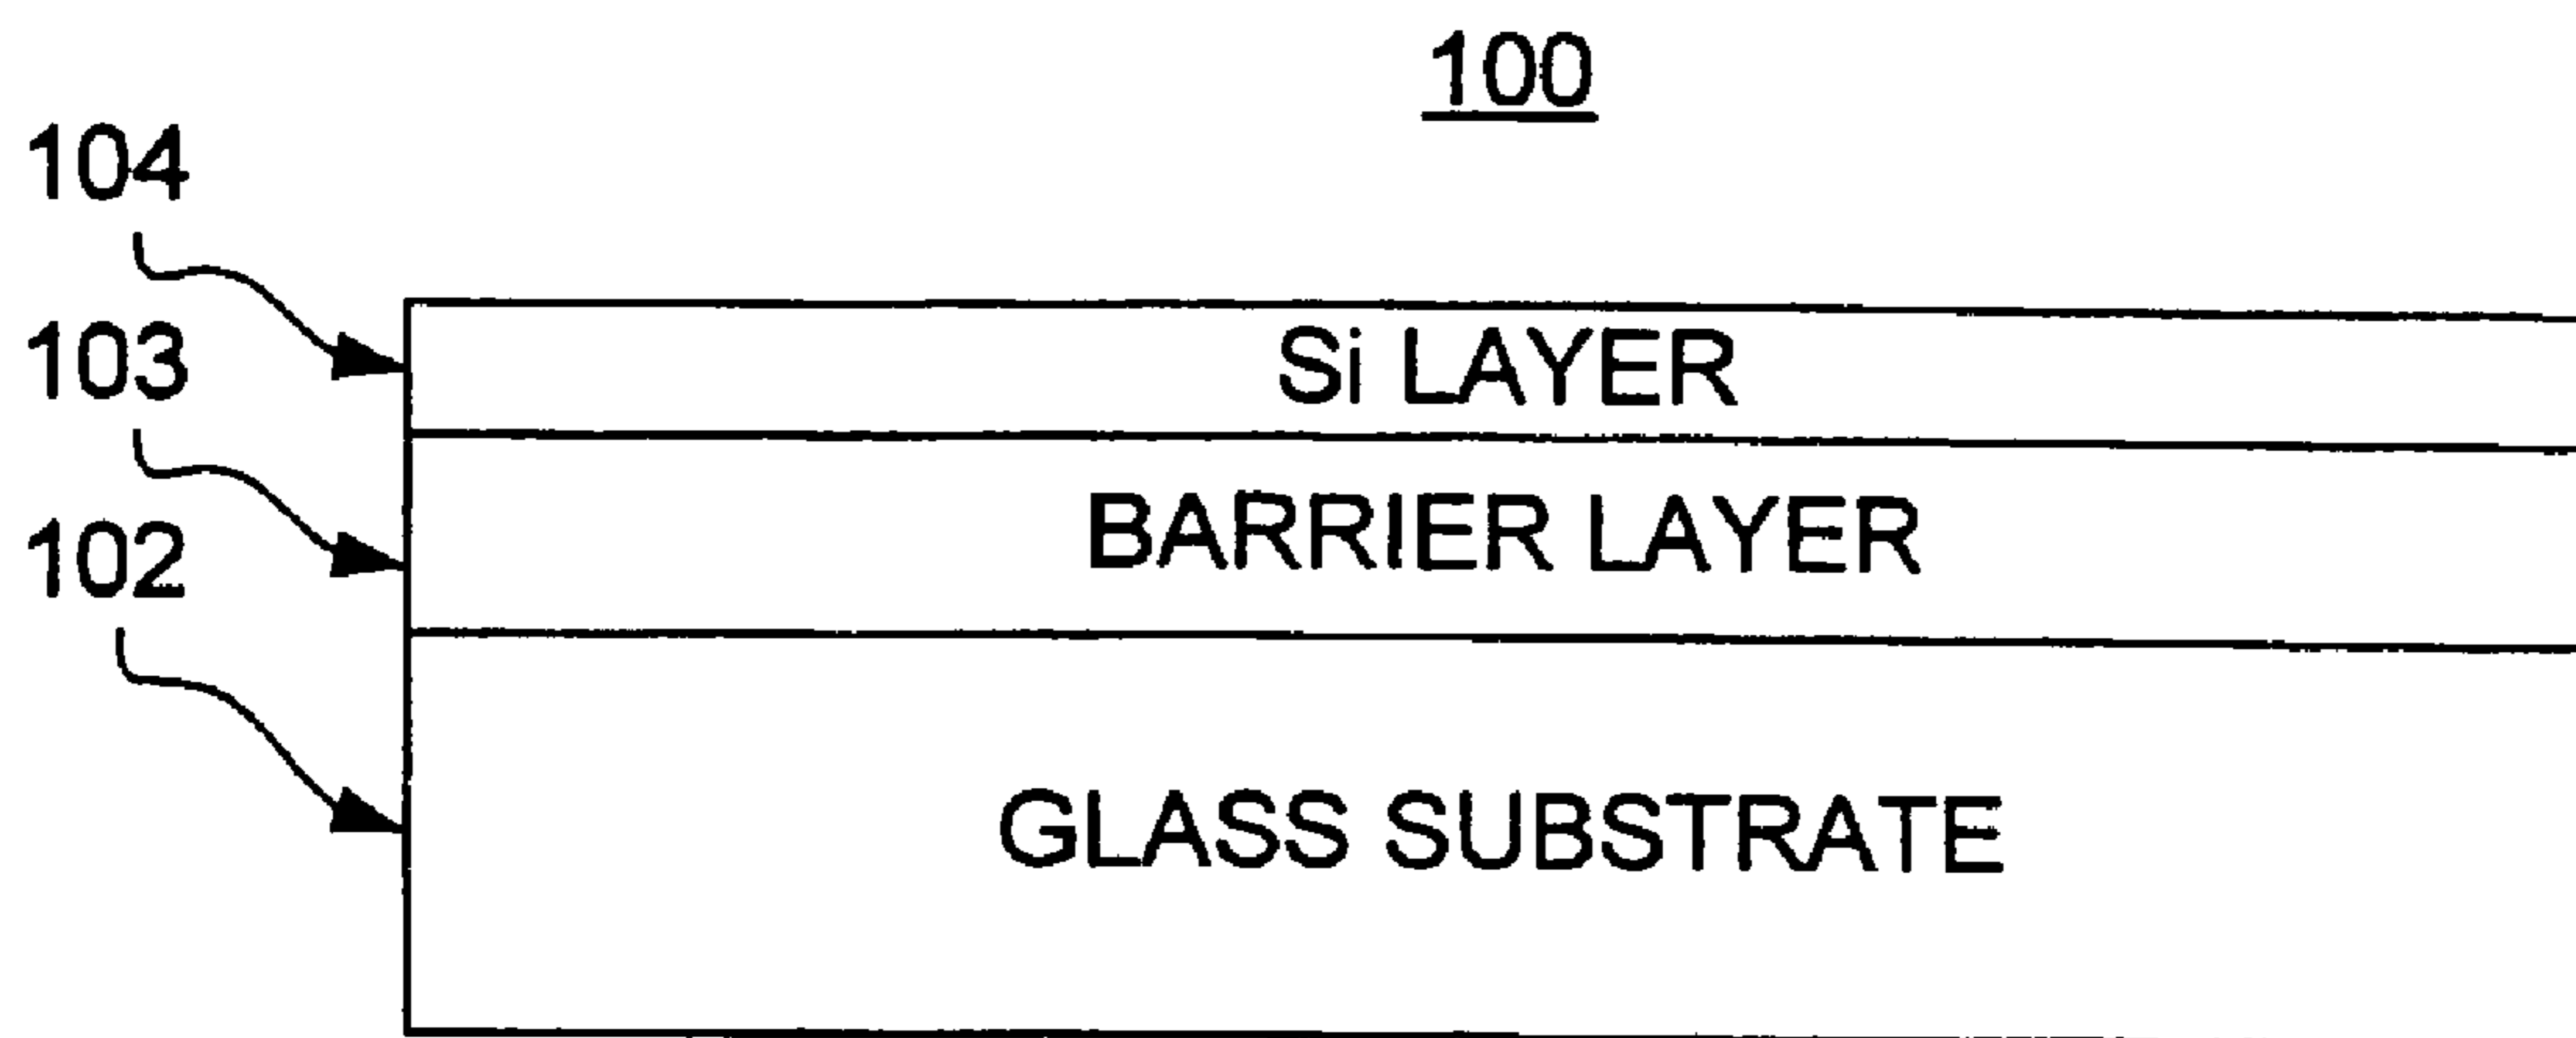 100
104
Si LAYER
103
BARRIER LAYER
102
GLASS SUBSTRATE